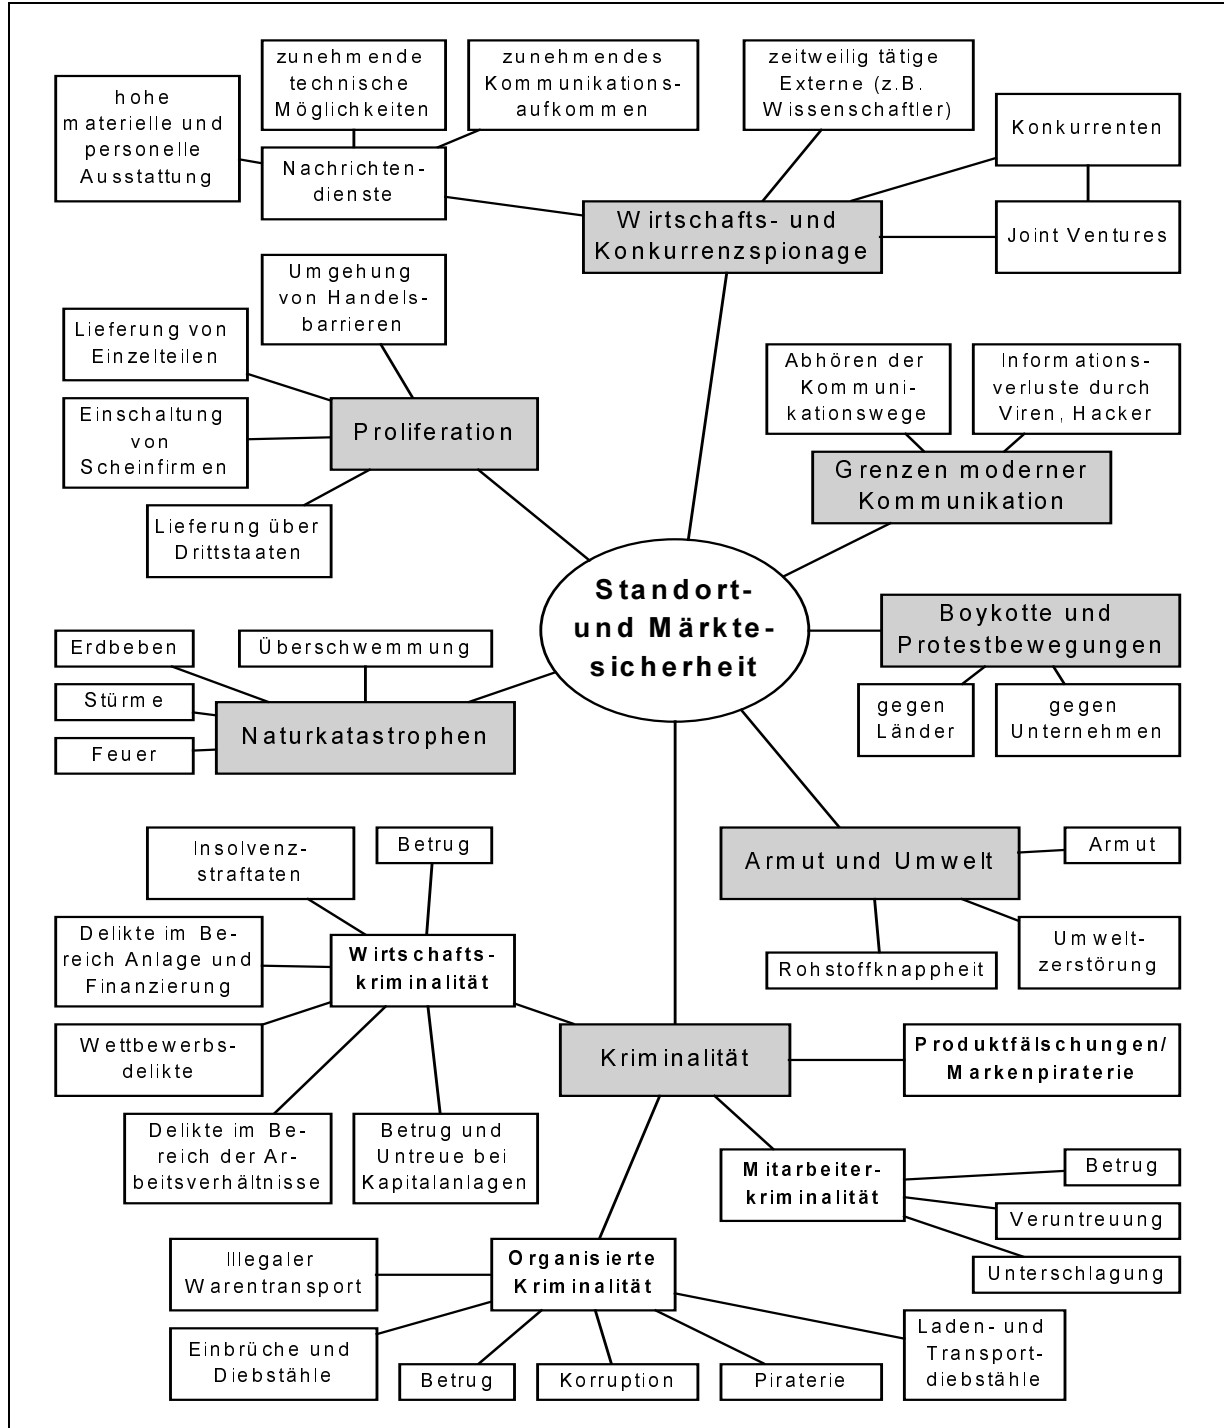 zunehmende
technische
Möglichkeiten
zunehmendes
Kommunikations-
aufkommen
zeitweilig tätige
Externe (z.B.
Wissenschaftler)
hohe
materielle und
personelle
Ausstattung
Konkurrenten
Nachrichten-
dienste
Wirtschafts- und
Konkurrenzspionage
Joint Ventures
Umgehung
von Handels-
barrieren
Lieferung von
Einzelteilen
Abhören der
Kommuni-
kationswege
Informations-
verluste durch
Viren, Hacker
Einschaltung
von
Scheinfirmen
Proliferation
Grenzen moderner
Kommunikation
Lieferung über
Drittstaaten
Standort-
und Märkte-
sicherheit
Boykotte und
Protestbewegungen
Erdbeben
Überschwemmung
Stürme
Feuer
Naturkatastrophen
gegen
Länder
gegen
Unternehmen
Insolvenz-
straftaten
Betrug
Armut und Umwelt
Armut
Delikte im Be-
reich Anlage und
Finanzierung
Wirtschafts-
kriminalität
Rohstoffknappheit
Umwelt-
zerstörung
Wettbewerbs-
delikte
Kriminalität
Produktfälschungen/
Markenpiraterie
Delikte im Be-
reich der Ar-
beitsverhältnisse
Betrug und
Untreue bei
Kapitalanlagen
Mitarbeiter-
kriminalität
Betrug
Veruntreuung
Unterschlagung
Illegaler
Warentransport
Organisierte
Kriminalität
Einbrüche und
Diebstähle
Betrug
Korruption
Piraterie
Laden- und
Transport-
diebstähle